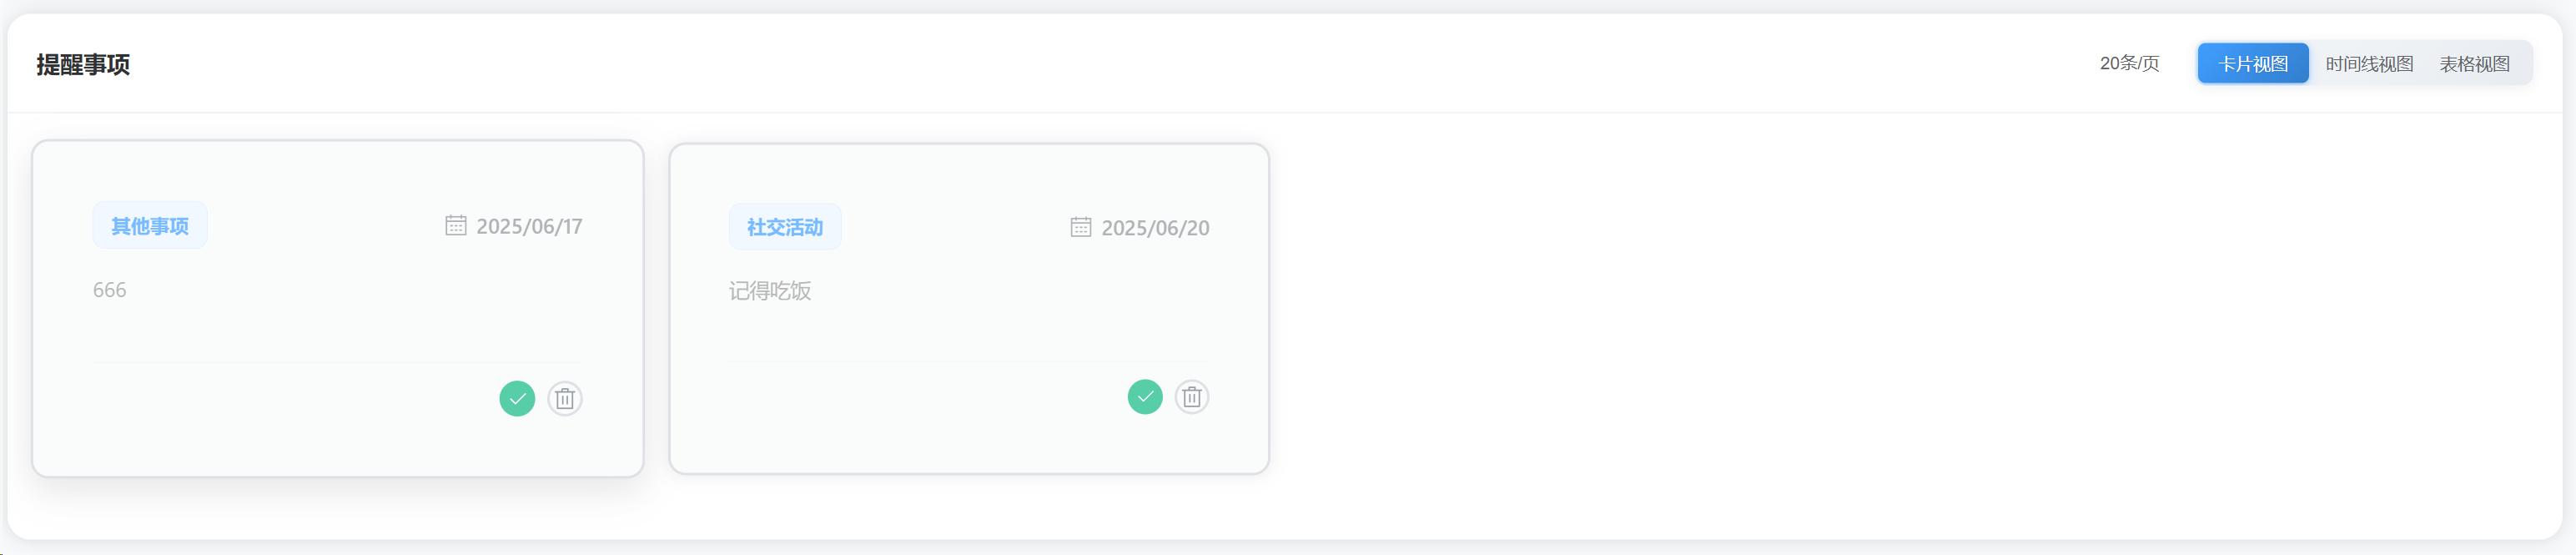 提醒事项
20条/页
卡片视图 时间线视图 表格视图
其他事项 2025/06/17
666
社交活动 2025/06/20
记得吃饭